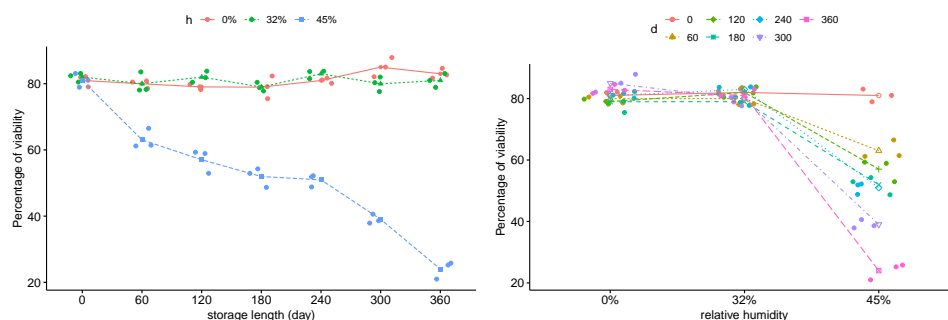 h 0% 32% 45%
Percentage of viability
80
60
40
20
0 60 120 180 240 300 360
storage length (day)
d 0 120 240 360
60 180 300
Percentage of viability
80
60
40
20
0% 32% 45%
relative humidity